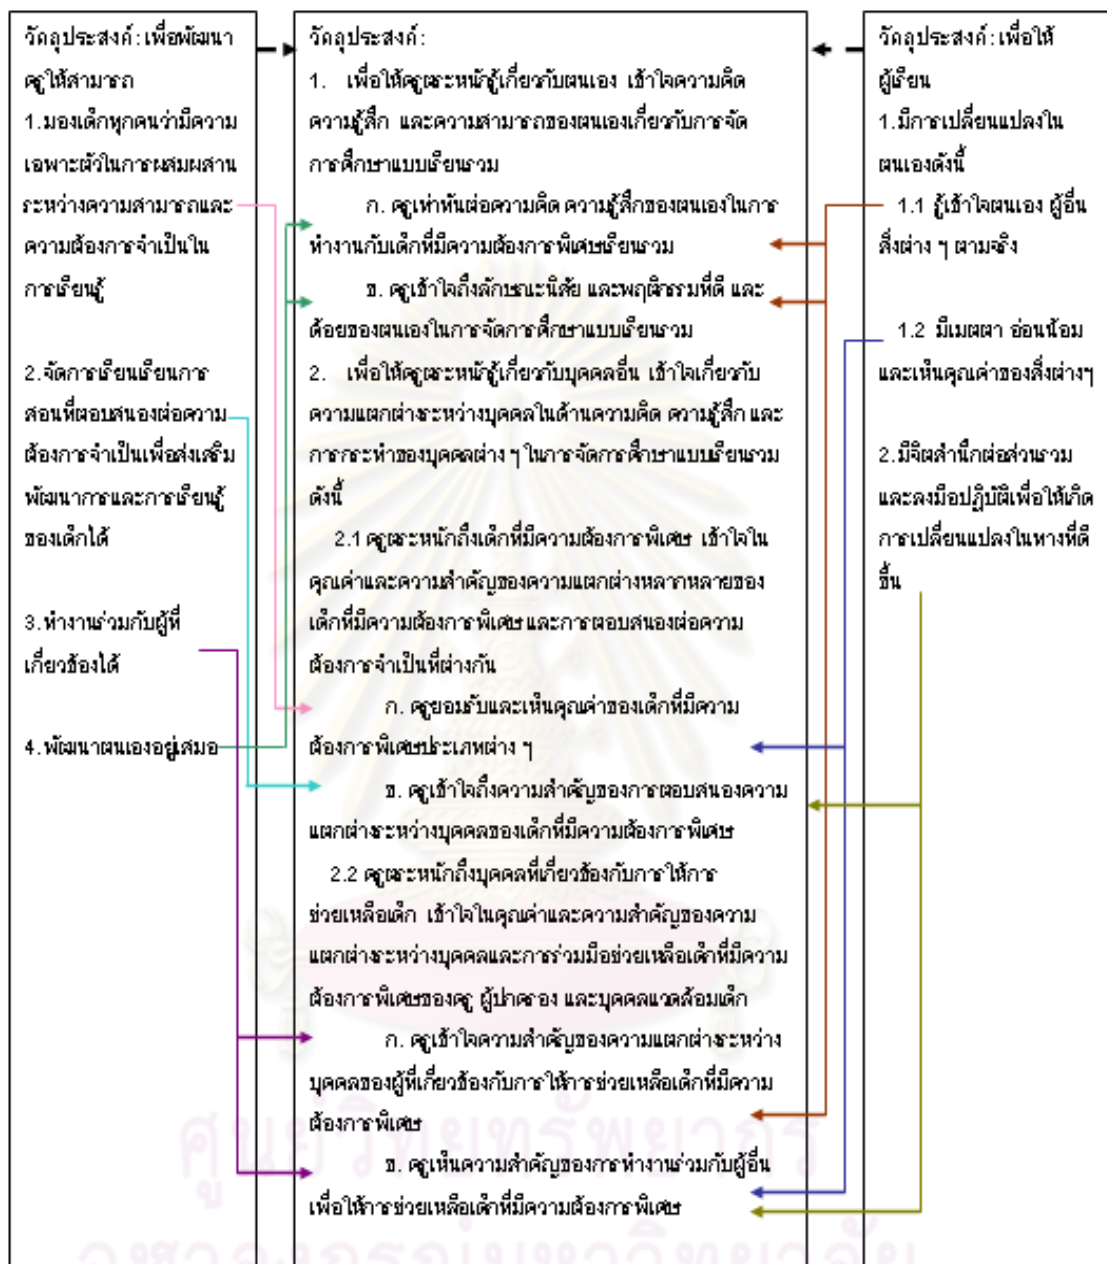 วัตถุประสงค์: เพื่อพัฒนา
ครูให้สามารถ
1.มองเด็กทุกคนว่ามีความ
เฉพาะตัวในการผสมผสาน
ระหว่างความสามารถและ
ความต้องการจำเป็นใน
การเรียนรู้
2.จัดการเรียนเรียนการ
สอนที่ตอบสนองต่อความ
ต้องการจำเป็นเพื่อส่งเสริม
พัฒนาการและการเรียนรู้
ของเด็กได้
3.ทำงานร่วมกับผู้ที่
เกี่ยวข้องได้
4.พัฒนาตนเองอยู่เสมอ
วัตถุประสงค์:
1. เพื่อให้ครูตระหนักรู้เกี่ยวกับตนเอง เข้าใจความคิด
ความรู้สึก และความสามารถของตนเองเกี่ยวกับการจัด
การศึกษาแบบเรียนรวม
ก. ครูเท่าทันต่อความคิด ความรู้สึกของตนเองในการ
ทำงานกับเด็กที่มีความต้องการพิเศษเรียนรวม
ข. ครูเข้าใจถึงลักษณะนิสัย และพฤติกรรมที่ดี และ
ด้อยของตนเองในการจัดการศึกษาแบบเรียนรวม
2. เพื่อให้ครูตระหนักรู้เกี่ยวกับบุคคลอื่น เข้าใจเกี่ยวกับ
ความแตกต่างระหว่างบุคคลในด้านความคิด ความรู้สึก และ
การกระทำของบุคคลต่าง ๆ ในการจัดการศึกษาแบบเรียนรวม
ดังนี้
2.1 ครูตระหนักถึงเด็กที่มีความต้องการพิเศษ เข้าใจใน
คุณค่าและความสำคัญของความแตกต่างหลากหลายของ
เด็กที่มีความต้องการพิเศษ และการตอบสนองต่อความ
ต้องการจำเป็นที่ต่างกัน
ก. ครูยอมรับและเห็นคุณค่าของเด็กที่มีความ
ต้องการพิเศษประเภทต่าง ๆ
ข. ครูเข้าใจถึงความสำคัญของการตอบสนองความ
แตกต่างระหว่างบุคคลของเด็กที่มีความต้องการพิเศษ
2.2 ครูตระหนักถึงบุคคลที่เกี่ยวข้องกับการให้การ
ช่วยเหลือเด็ก เข้าใจในคุณค่าและความสำคัญของความ
แตกต่างระหว่างบุคคลและการร่วมมือช่วยเหลือเด็กที่มีความ
ต้องการพิเศษของครู ผู้ปกครอง และบุคคลแวดล้อมเด็ก
ก. ครูเข้าใจความสำคัญของความแตกต่างระหว่าง
บุคคลของผู้ที่เกี่ยวข้องกับการให้การช่วยเหลือเด็กที่มีความ
ต้องการพิเศษ
ข. ครูเห็นความสำคัญของการทำงานร่วมกับผู้อื่น
เพื่อให้การช่วยเหลือเด็กที่มีความต้องการพิเศษ
วัตถุประสงค์: เพื่อให้
ผู้เรียน
1.มีการเปลี่ยนแปลงใน
ตนเองดังนี้
1.1 รู้เข้าใจตนเอง ผู้อื่น
สิ่งต่าง ๆ ตามจริง
1.2 มีเมตตา อ่อนน้อม
และเห็นคุณค่าของสิ่งต่างๆ
2.มีจิตสำนึกต่อส่วนรวม
และลงมือปฏิบัติเพื่อให้เกิด
การเปลี่ยนแปลงในทางที่ดี
ขึ้น
ศูนย์วิทยทรัพยากร
จุฬาลงกรณ์มหาวิทยาลัย